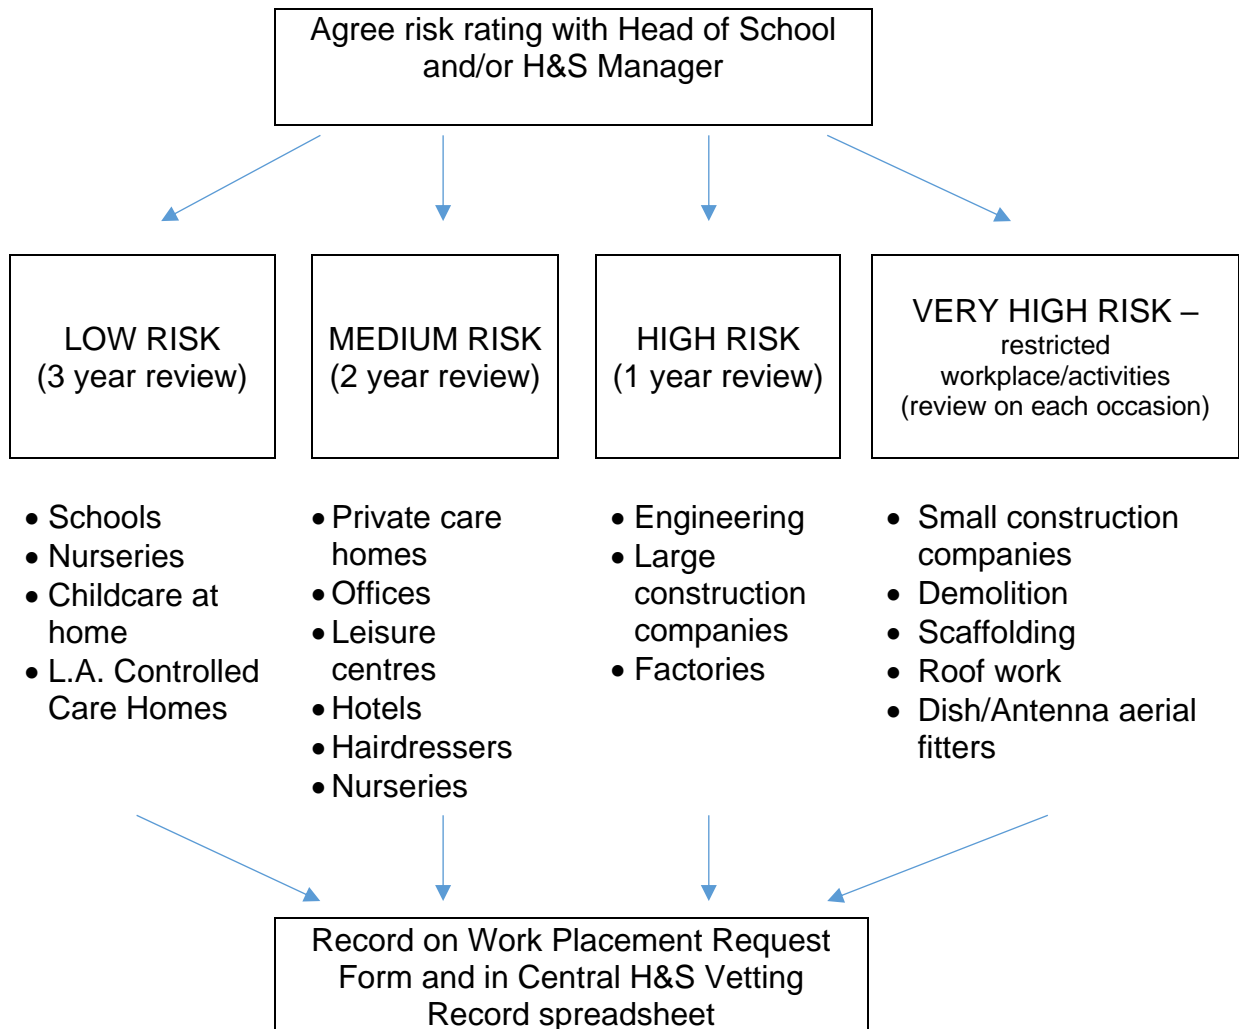 Agree risk rating with Head of School
and/or H&S Manager
LOW RISK
(3 year review)
MEDIUM RISK
(2 year review)
HIGH RISK
(1 year review)
VERY HIGH RISK –
restricted
workplace/activities
(review on each occasion)
• Schools
• Nurseries
• Childcare at
home
• L.A. Controlled
Care Homes
• Private care
homes
• Offices
• Leisure
centres
• Hotels
• Hairdressers
• Nurseries
• Engineering
• Large
construction
companies
• Factories
• Small construction
companies
• Demolition
• Scaffolding
• Roof work
• Dish/Antenna aerial
fitters
Record on Work Placement Request
Form and in Central H&S Vetting
Record spreadsheet